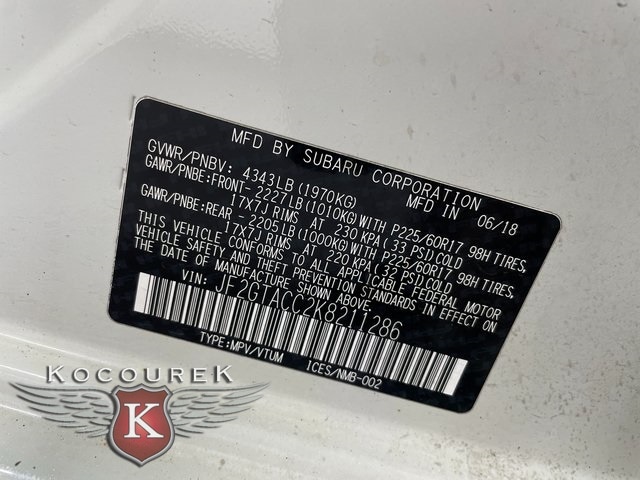 MFD BY SUBARU CORPORATION
MFD IN 06/18
GVWR/PNBV: 4343LB(1970KG)
GAWR/PNBE:FRONT- 2227LB(1010KG)WITH P225/60R17 98H TIRES,
17X7J RIMS AT 230 KPA(33 PSI)COLD
GAWR/PNBE:REAR - 2205LB(1000KG)WITH P225/60R17 98H TIRES,
17X7J RIMS AT 220 KPA(32 PSI)COLD
THIS VEHICLE CONFORMS TO ALL APPLICABLE FEDERAL MOTOR
VEHICLE SAFETY AND THEFT PREVENTION STANDARDS IN EFFECT ON
THE DATE OF MANUFACTURE SHOWN ABOVE.
VIN: JF2GTACC2K8211286
TYPE:MPV/VTUM ICES/NMB-002
KOCOUREK
K